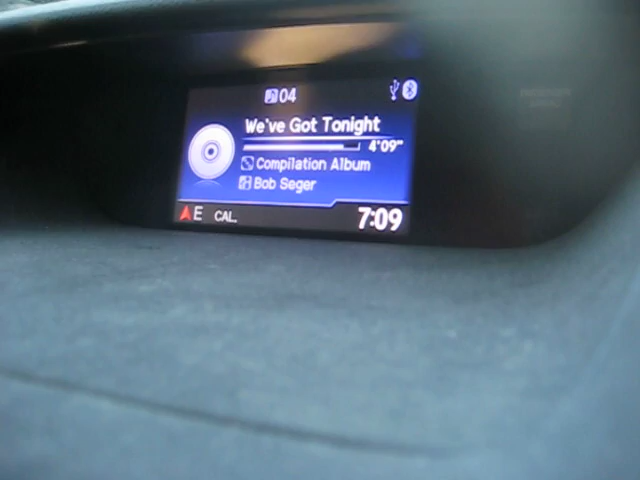 04
We've Got Tonight
4'09"
Compilation Album
Bob Seger
E CAL.
7:09